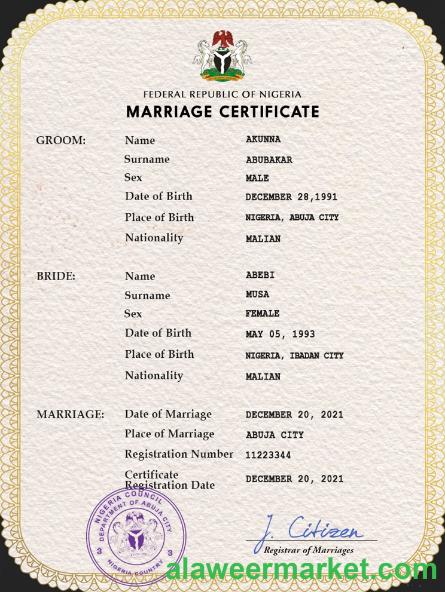 FEDERAL REPUBLIC OF NIGERIA
MARRIAGE CERTIFICATE
GROOM: Name AKUNNA
Surname ABUBAKAR
Sex MALE
Date of Birth DECEMBER 28,1991
Place of Birth NIGERIA, ABUJA CITY
Nationality MALIAN
BRIDE: Name ABEBI
Surname MUSA
Sex FEMALE
Date of Birth MAY 05, 1993
Place of Birth NIGERIA, IBADAN CITY
Nationality MALIAN
MARRIAGE: Date of Marriage DECEMBER 20, 2021
Place of Marriage ABUJA CITY
Registration Number 11223344
Certificate
Registration Date DECEMBER 20, 2021
NIGERIA COUNCIL
DEPARTMENT OF ABUJA CITY
3 3
NIGERIA COUNTRY
J. Citizen
Registrar of Marriages
alaweermarket.com